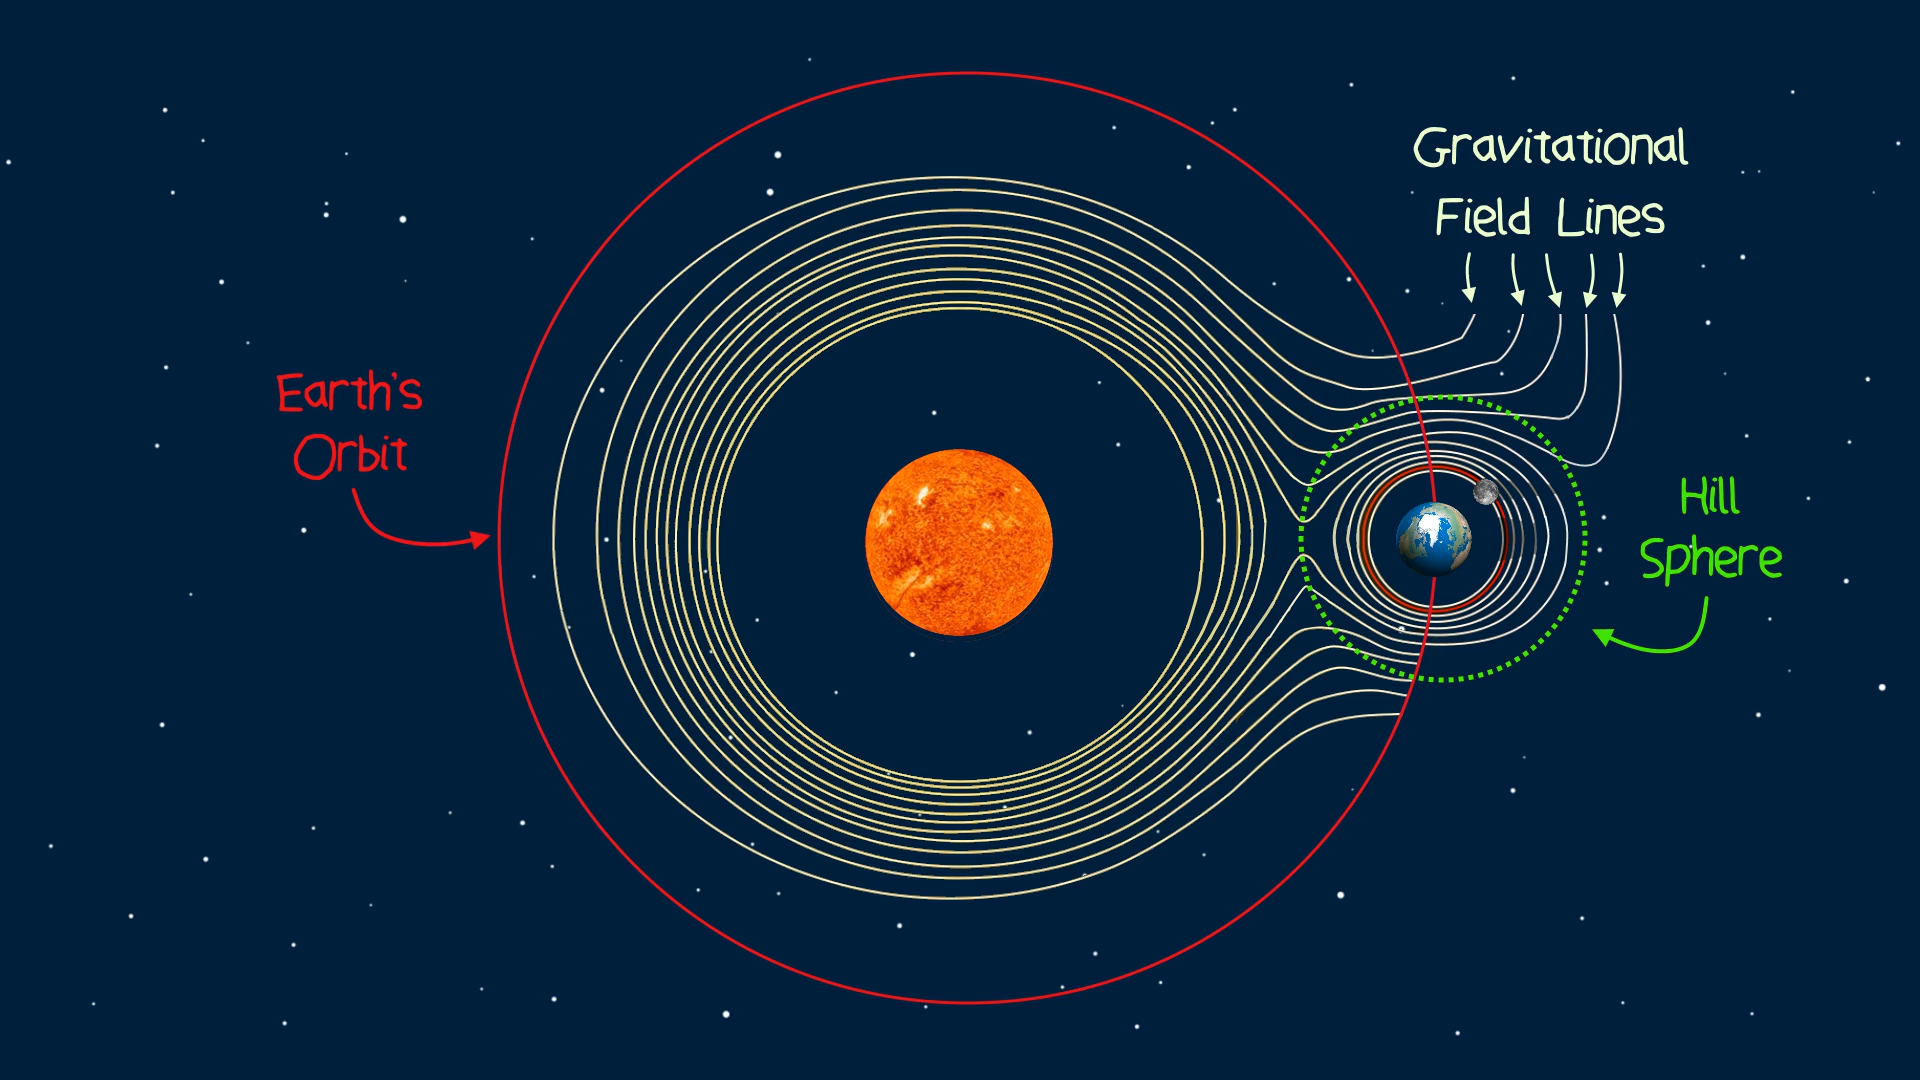 Gravitational
Field Lines
Earth's
Orbit
Hill
Sphere